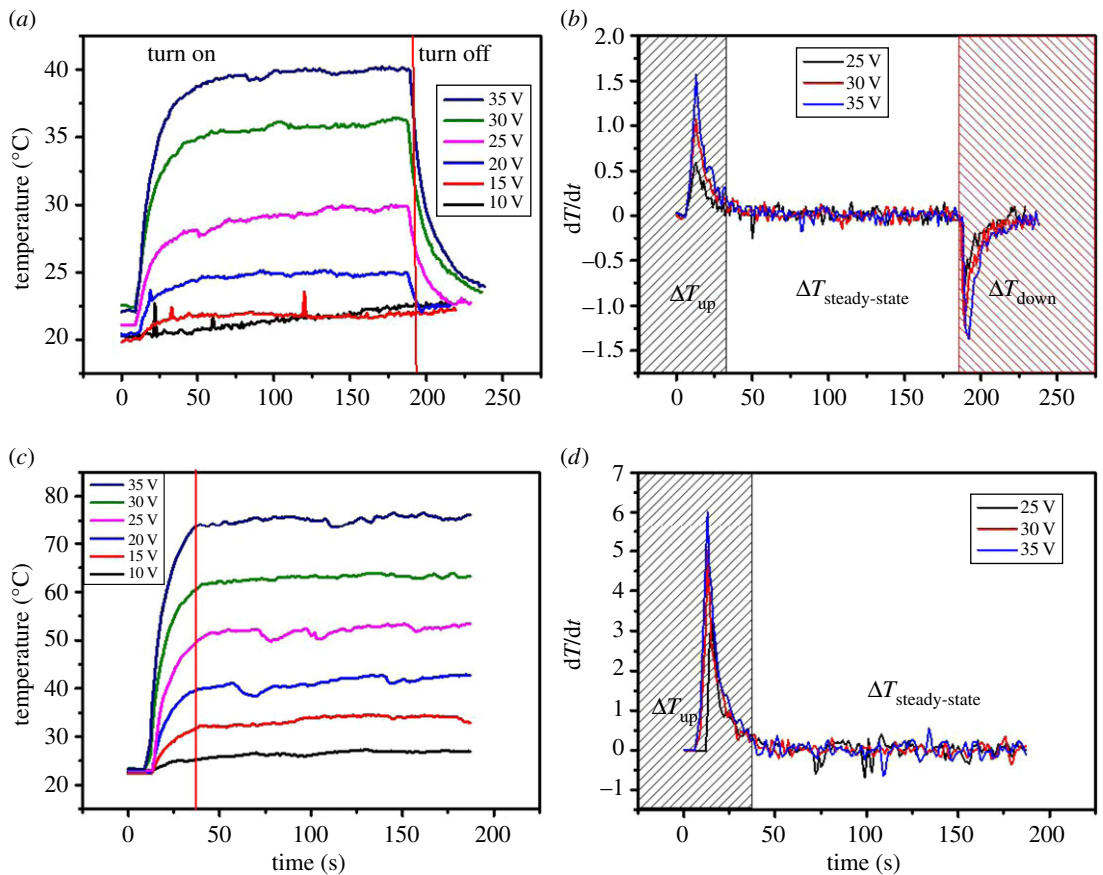 (a)
turn on
turn off
40
35
30
25
20
temperature (°C)
35 V
30 V
25 V
20 V
15 V
10 V
0
50
100
150
200
250
(b)
2.0
1.5
1.0
0.5
0
−0.5
−1.0
−1.5
dT/dt
25 V
30 V
35 V
ΔTup
ΔTsteady-state
ΔTdown
0
50
100
150
200
250
(c)
80
70
60
50
40
30
20
temperature (°C)
35 V
30 V
25 V
20 V
15 V
10 V
0
50
100
150
200
time (s)
(d)
7
6
5
4
3
2
1
0
−1
dT/dt
25 V
30 V
35 V
ΔTup
ΔTsteady-state
0
50
100
150
200
time (s)